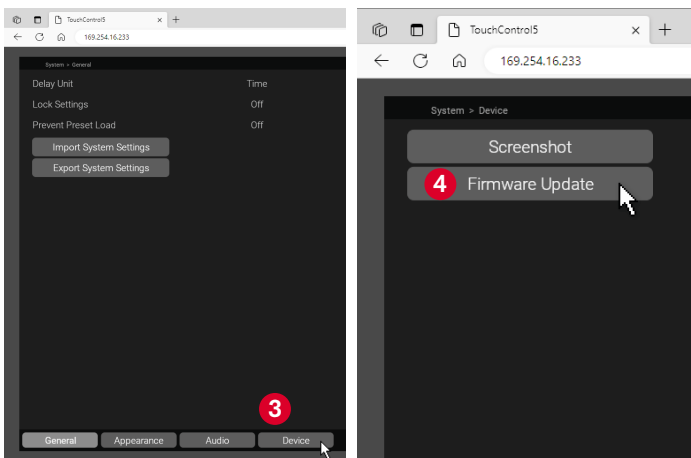 TouchControl5
169.254.16.233
System > General
Delay Unit Time
Lock Settings Off
Prevent Preset Load Off
Import System Settings
Export System Settings
3
General Appearance Audio Device
TouchControl5
169.254.16.233
System > Device
Screenshot
4 Firmware Update